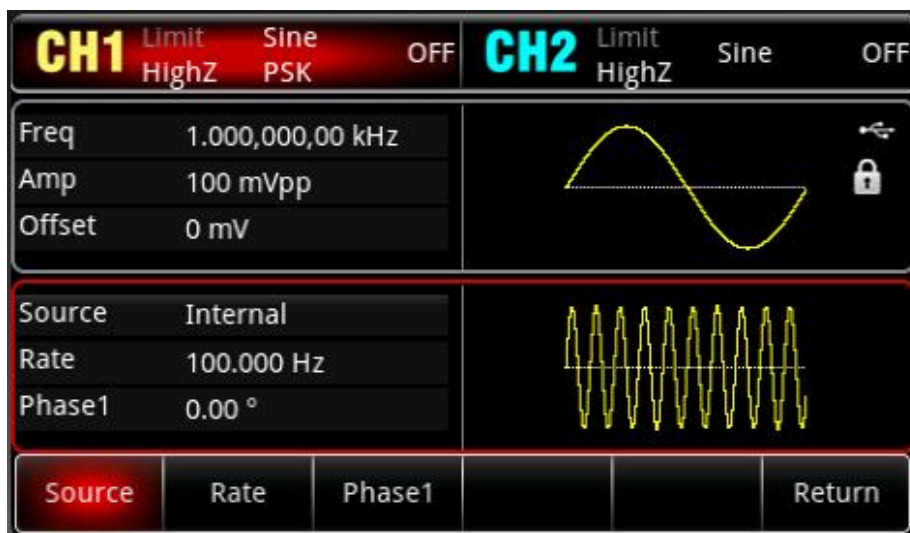 CH1 Limit Sine OFF CH2 Limit Sine OFF
HighZ PSK HighZ
Freq 1.000,000,00 kHz
Amp 100 mVpp
Offset 0 mV
Source Internal
Rate 100.000 Hz
Phase1 0.00 °
Source Rate Phase1 Return